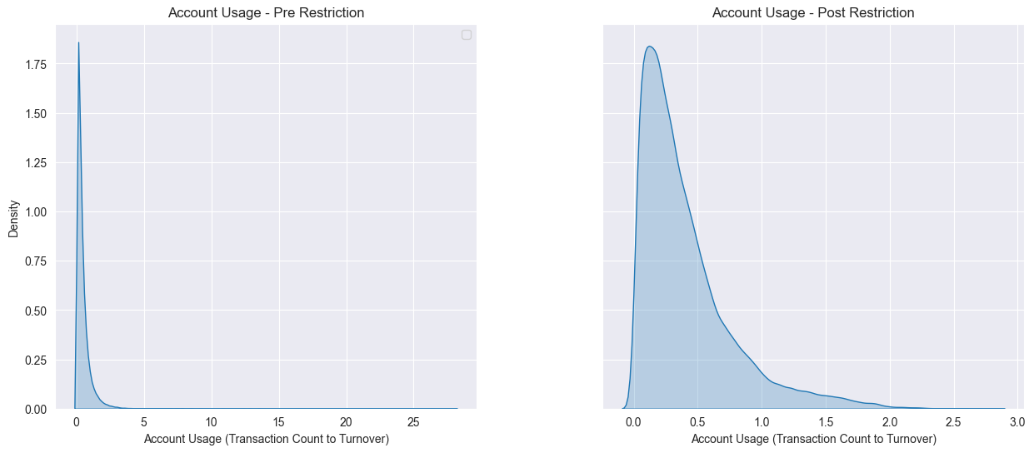 Account Usage - Pre Restriction
Account Usage - Post Restriction
Density
1.75
1.50
1.25
1.00
0.75
0.50
0.25
0.00
0 5 10 15 20 25
0.0 0.5 1.0 1.5 2.0 2.5 3.0
Account Usage (Transaction Count to Turnover)
Account Usage (Transaction Count to Turnover)